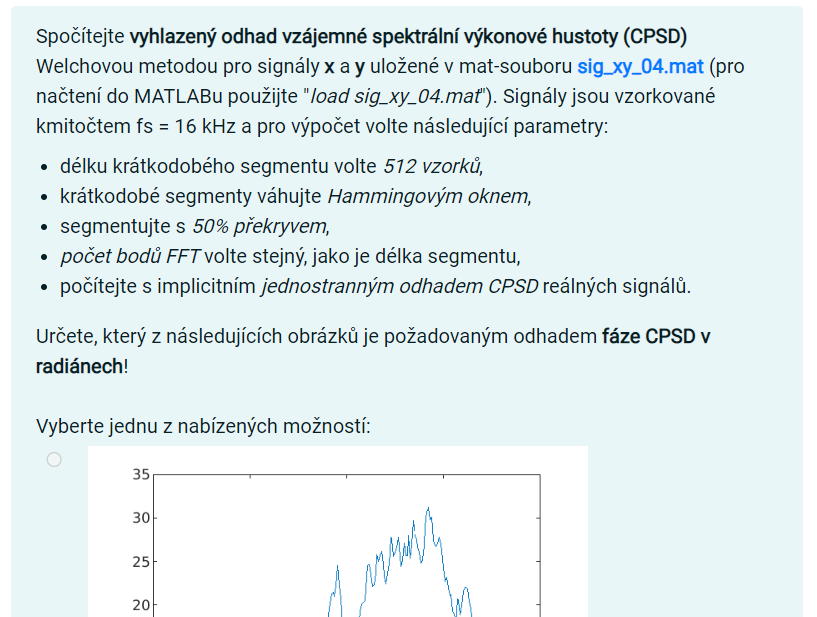 Spočítejte vyhlazený odhad vzájemné spektrální výkonové hustoty (CPSD)
Welchovou metodou pro signály x a y uložené v mat-souboru sig_xy_04.mat (pro
načtení do MATLABu použijte "load sig_xy_04.mat"). Signály jsou vzorkované
kmitočtem fs = 16 kHz a pro výpočet volte následující parametry:
• délku krátkodobého segmentu volte 512 vzorků,
• krátkodobé segmenty váhujte Hammingovým oknem,
• segmentujte s 50% překryvem,
• počet bodů FFT volte stejný, jako je délka segmentu,
• počítejte s implicitním jednostranným odhadem CPSD reálných signálů.
Určete, který z následujících obrázků je požadovaným odhadem fáze CPSD v
radiánech!
Vyberte jednu z nabízených možností:
35
30
25
20